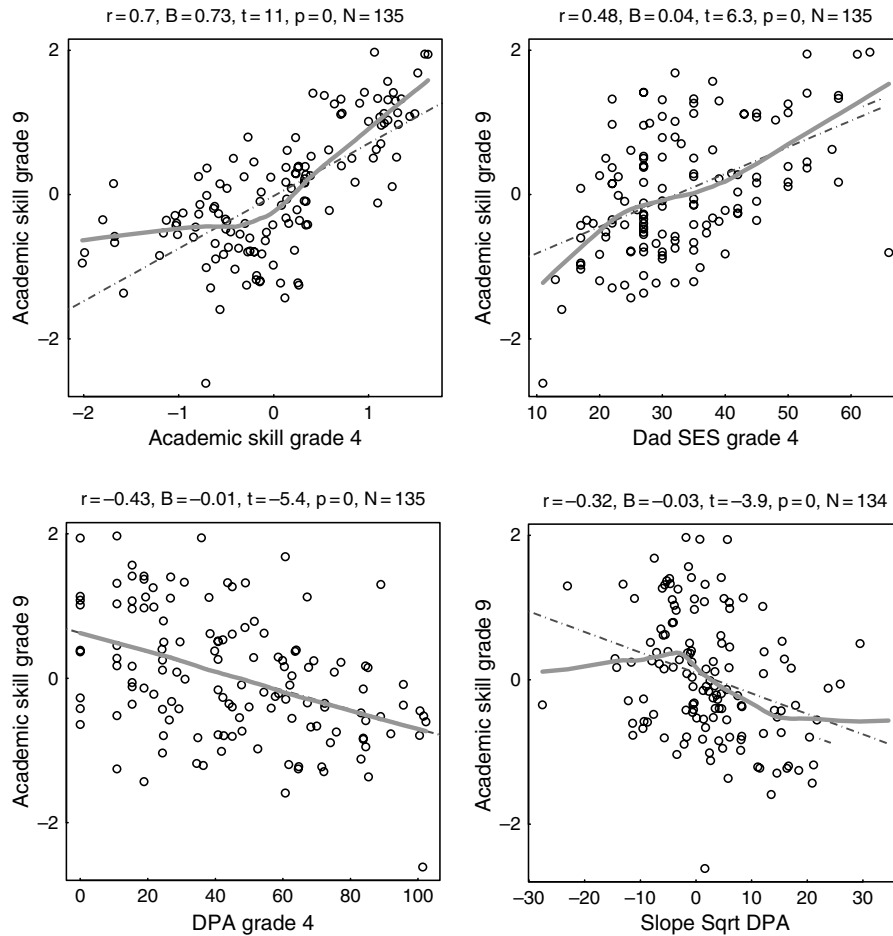 r=0.7, B=0.73, t=11, p=0, N=135
2
0
−2
Academic skill grade 9
−2 −1 0 1
Academic skill grade 4
r=0.48, B=0.04, t=6.3, p=0, N=135
2
0
−2
Academic skill grade 9
10 20 30 40 50 60
Dad SES grade 4
r=−0.43, B=−0.01, t=−5.4, p=0, N=135
2
0
−2
Academic skill grade 9
0 20 40 60 80 100
DPA grade 4
r=−0.32, B=−0.03, t=−3.9, p=0, N=134
2
0
−2
Academic skill grade 9
−30 −20 −10 0 10 20 30
Slope Sqrt DPA